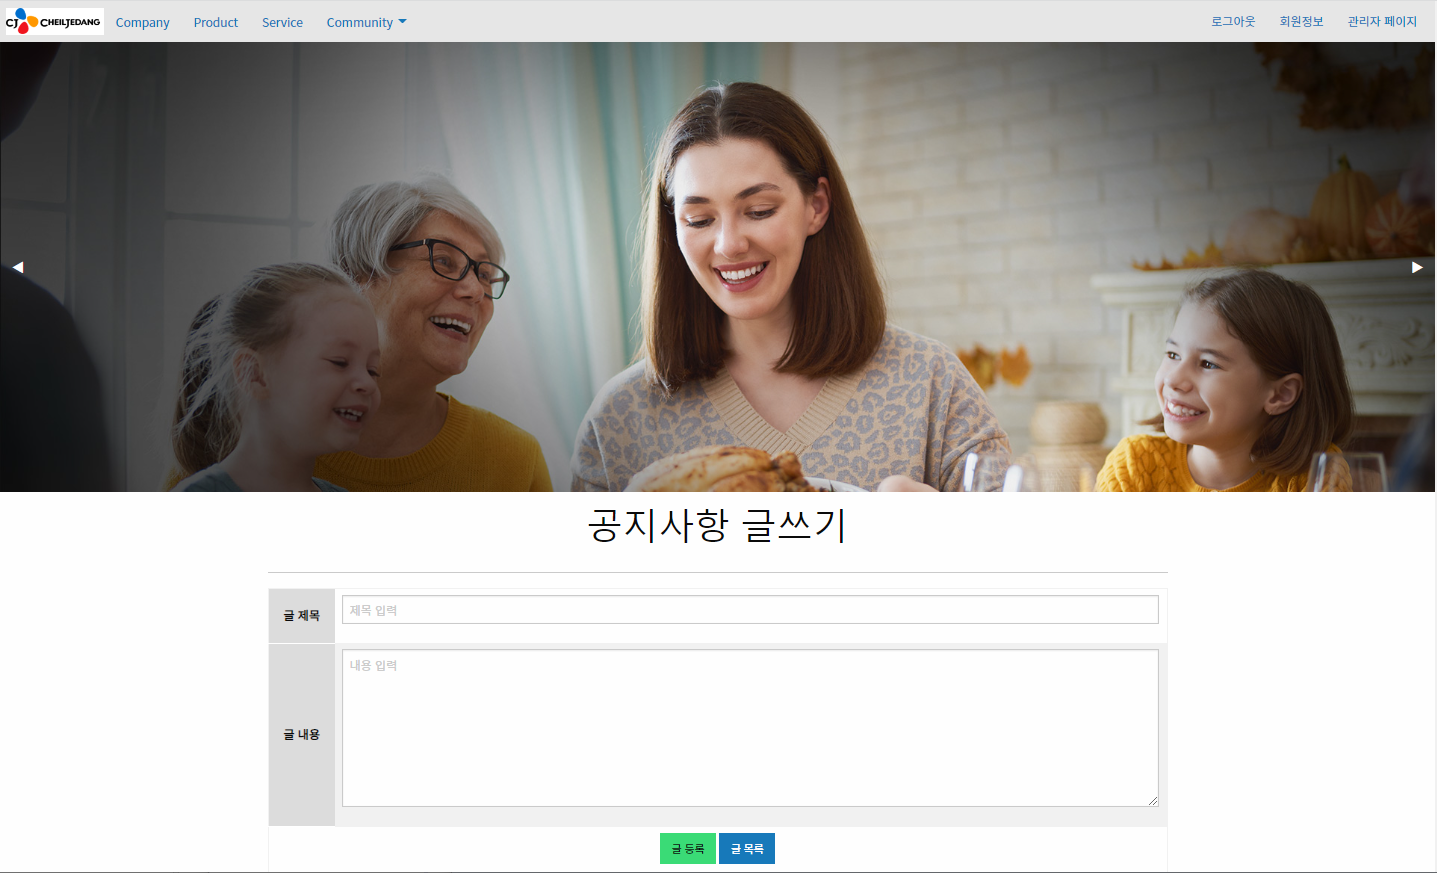 CJ CHEILJEDANG Company Product Service Community 로그아웃 회원정보 관리자 페이지
공지사항 글쓰기
글 제목 제목 입력
내용 입력
글 내용
글 등록 글 목록